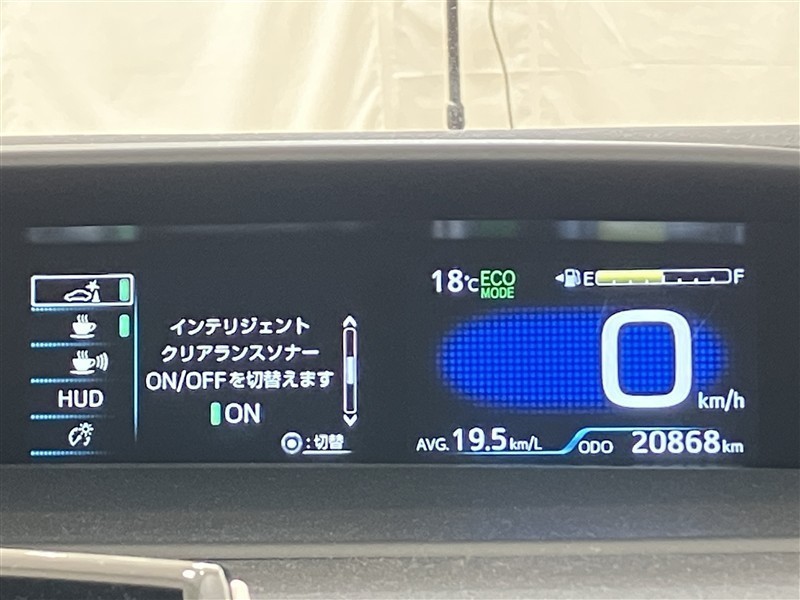 HUD
インテリジェント
クリアランスソナー
ON/OFFを切替えます
ON
:切替
18℃ ECO MODE
E F
0 km/h
AVG. 19.5 km/L
ODO 20868 km